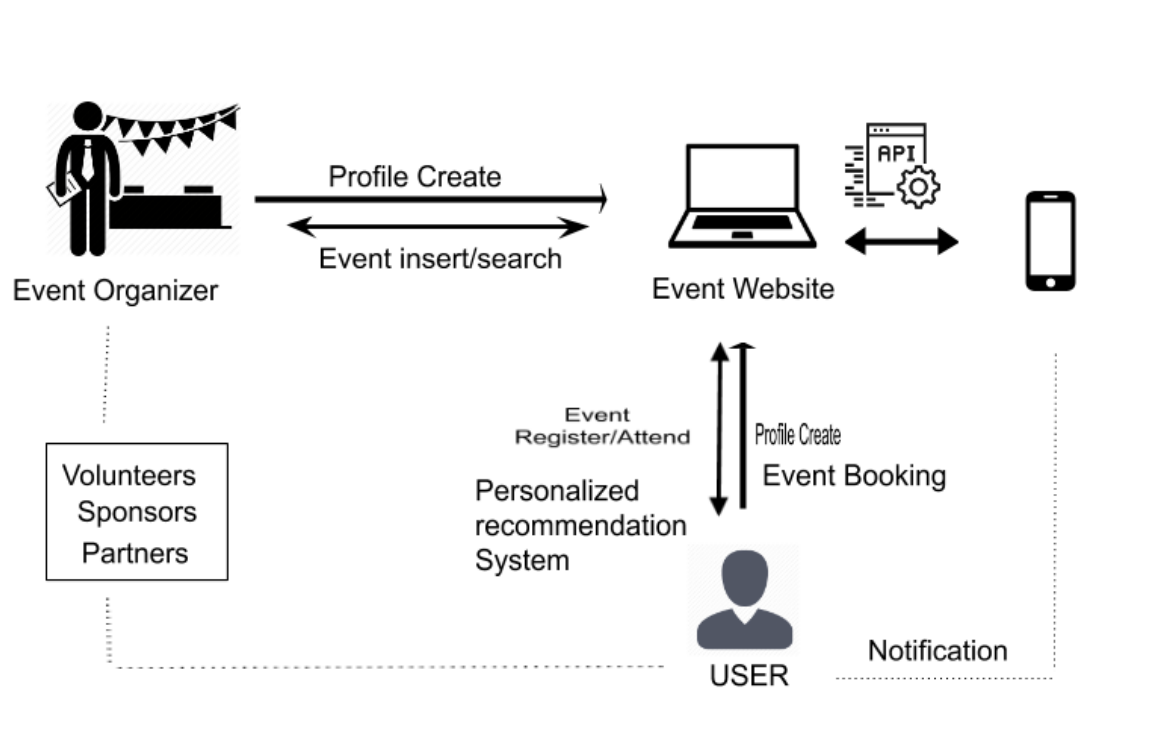 API
Profile Create
Event insert/search
Event Organizer
Event Website
Event
Register/Attend
Profile Create
Event Booking
Personalized
recommendation
System
Volunteers
Sponsors
Partners
Notification
USER